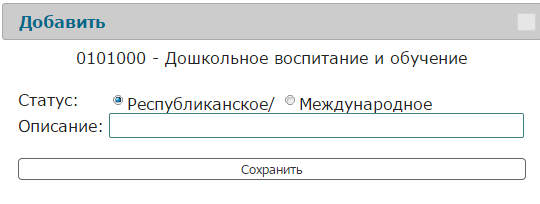 Добавить
0101000 - Дошкольное воспитание и обучение
Статус: Республиканское/ Международное
Описание:
Сохранить